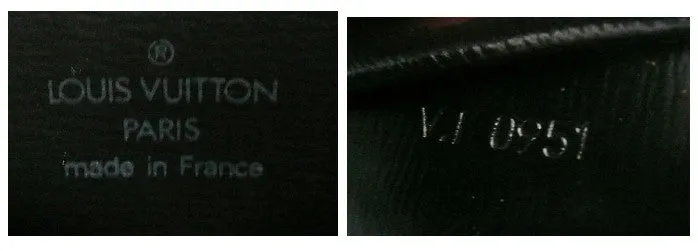 ®
LOUIS VUITTON
PARIS
made in France
VI 0951